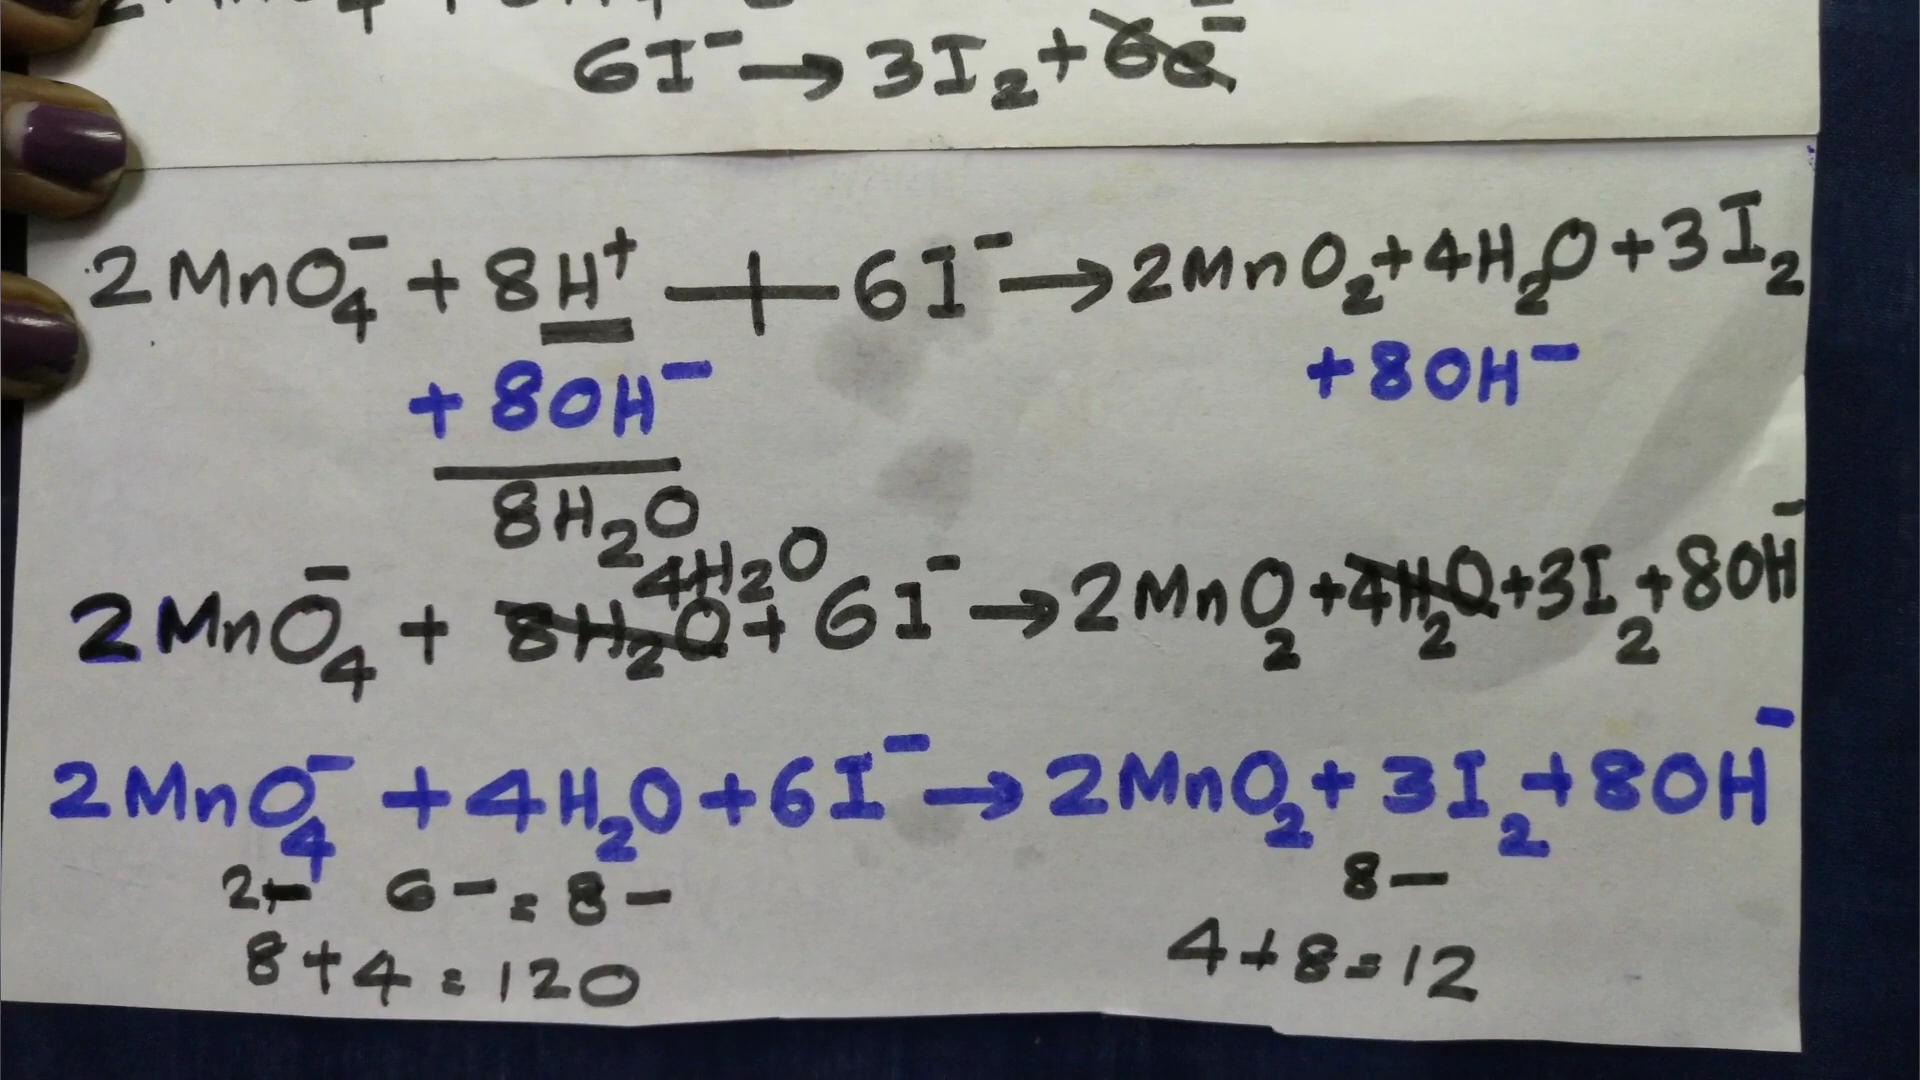 6I⁻ → 3I₂ + 6e⁻
2MnO₄⁻ + 8H⁺ + 6I⁻ → 2MnO₂ + 4H₂O + 3I₂
+ 8OH⁻ +8OH⁻
8H₂O
4H₂O
2MnO₄⁻ + 8H₂O + 6I⁻ → 2MnO₂ + 4H₂O + 3I₂ + 8OH⁻
2MnO₄⁻ + 4H₂O + 6I⁻ → 2MnO₂ + 3I₂ + 8OH⁻
2- 6- = 8- 8-
8+4=12O 4+8=12